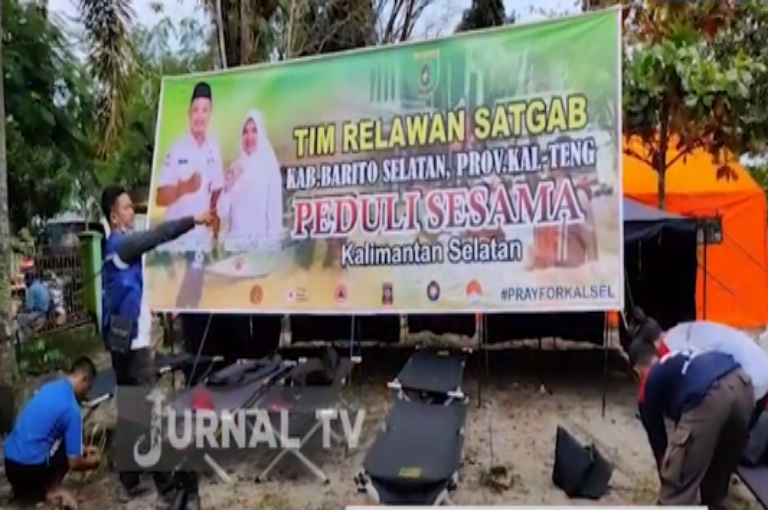 TIM RELAWAN SATGAB
KAB.BARITO SELATAN, PROV.KAL-TENG
PEDULI SESAMA
Kalimantan Selatan
#PRAYFORKALSEL
JURNAL TV